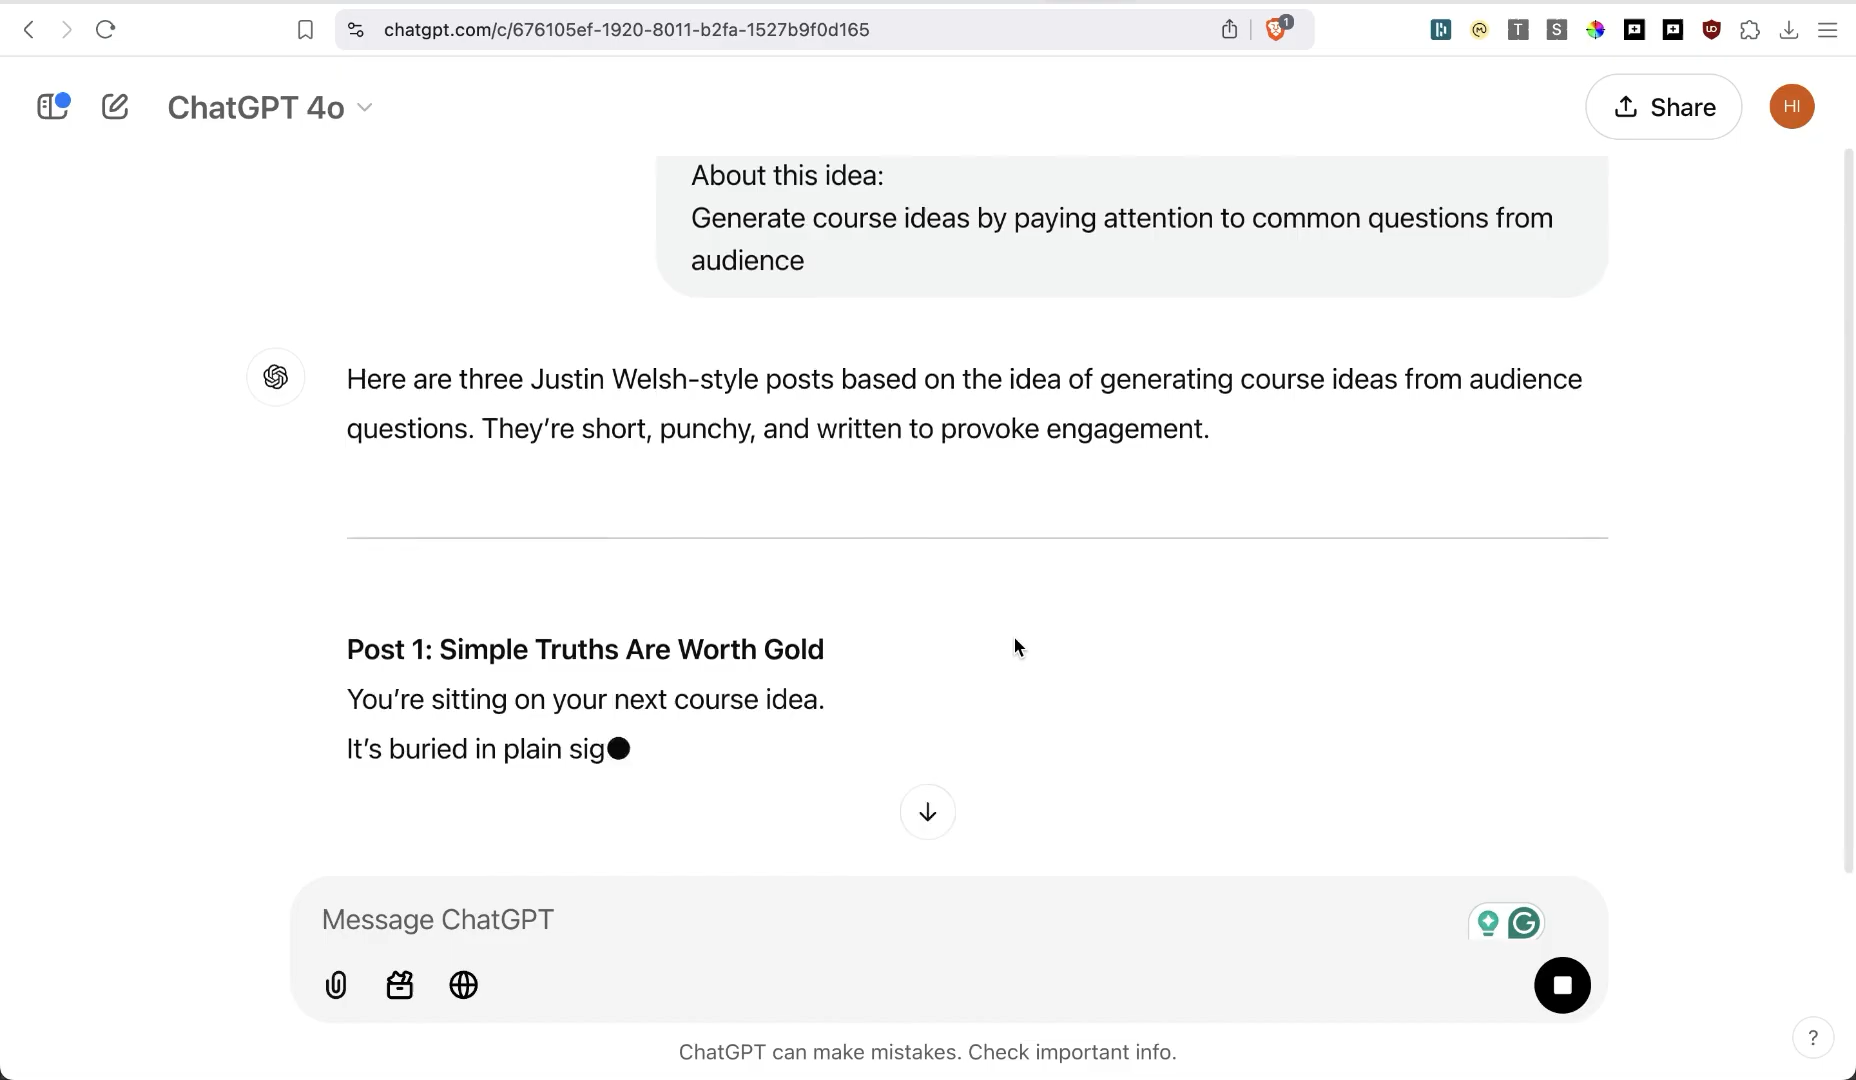 chatgpt.com/c/676105ef-1920-8011-b2fa-1527b9f0d165
1
T
S
ChatGPT 4o
Share
HI
About this idea:
Generate course ideas by paying attention to common questions from
audience
Here are three Justin Welsh-style posts based on the idea of generating course ideas from audience
questions. They’re short, punchy, and written to provoke engagement.
Post 1: Simple Truths Are Worth Gold
You’re sitting on your next course idea.
It’s buried in plain sig
Message ChatGPT
G
ChatGPT can make mistakes. Check important info.
?